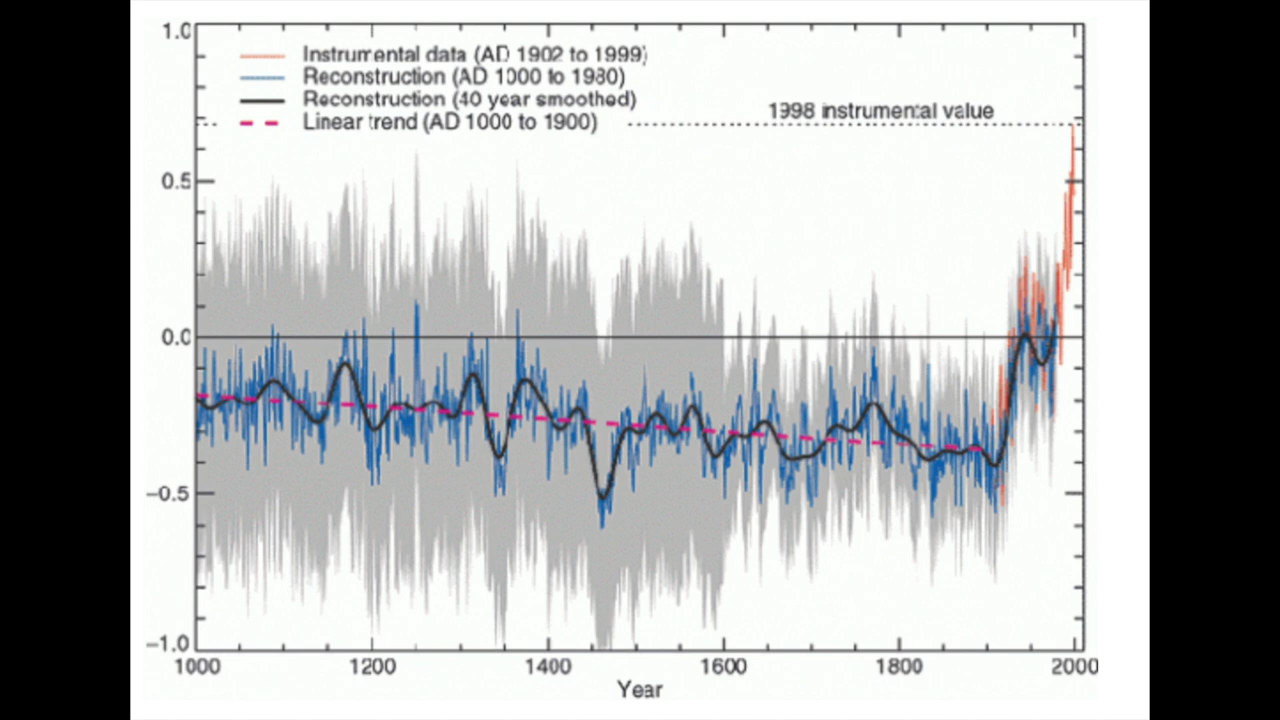 1.0
Instrumental data (AD 1902 to 1999)
Reconstruction (AD 1000 to 1980)
Reconstruction (40 year smoothed)
Linear trend (AD 1000 to 1900)
1998 instrumental value
0.5
0.0
−0.5
−1.0
1000 1200 1400 1600 1800 2000
Year